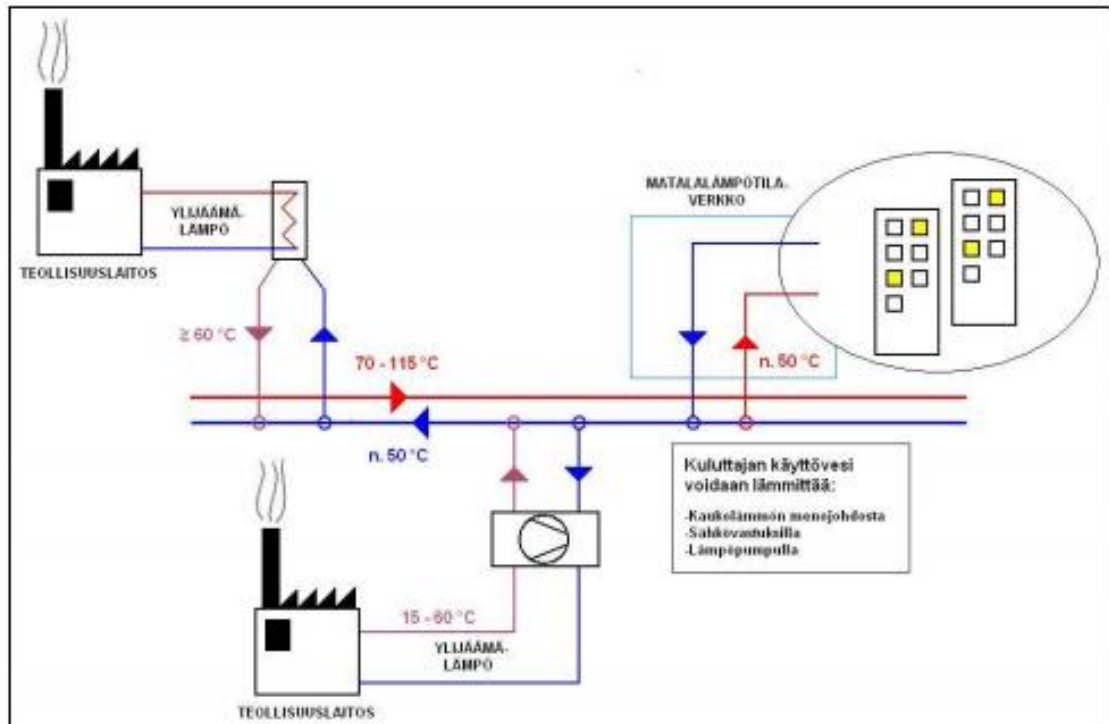 YLIJÄÄMÄ-
LÄMPÖ
TEOLLISUUSLAITOS
≥ 60 °C
70 - 115 °C
n. 50 °C
MATALALÄMPÖTILA-
VERKKO
n. 50 °C
Kuluttajan käyttövesi
voidaan lämmittää:
-Kaukolämmön menojohdosta
-Sähkövastuksilla
-Lämpöpumpulla
15 - 60 °C
YLIJÄÄMÄ-
LÄMPÖ
TEOLLISUUSLAITOS